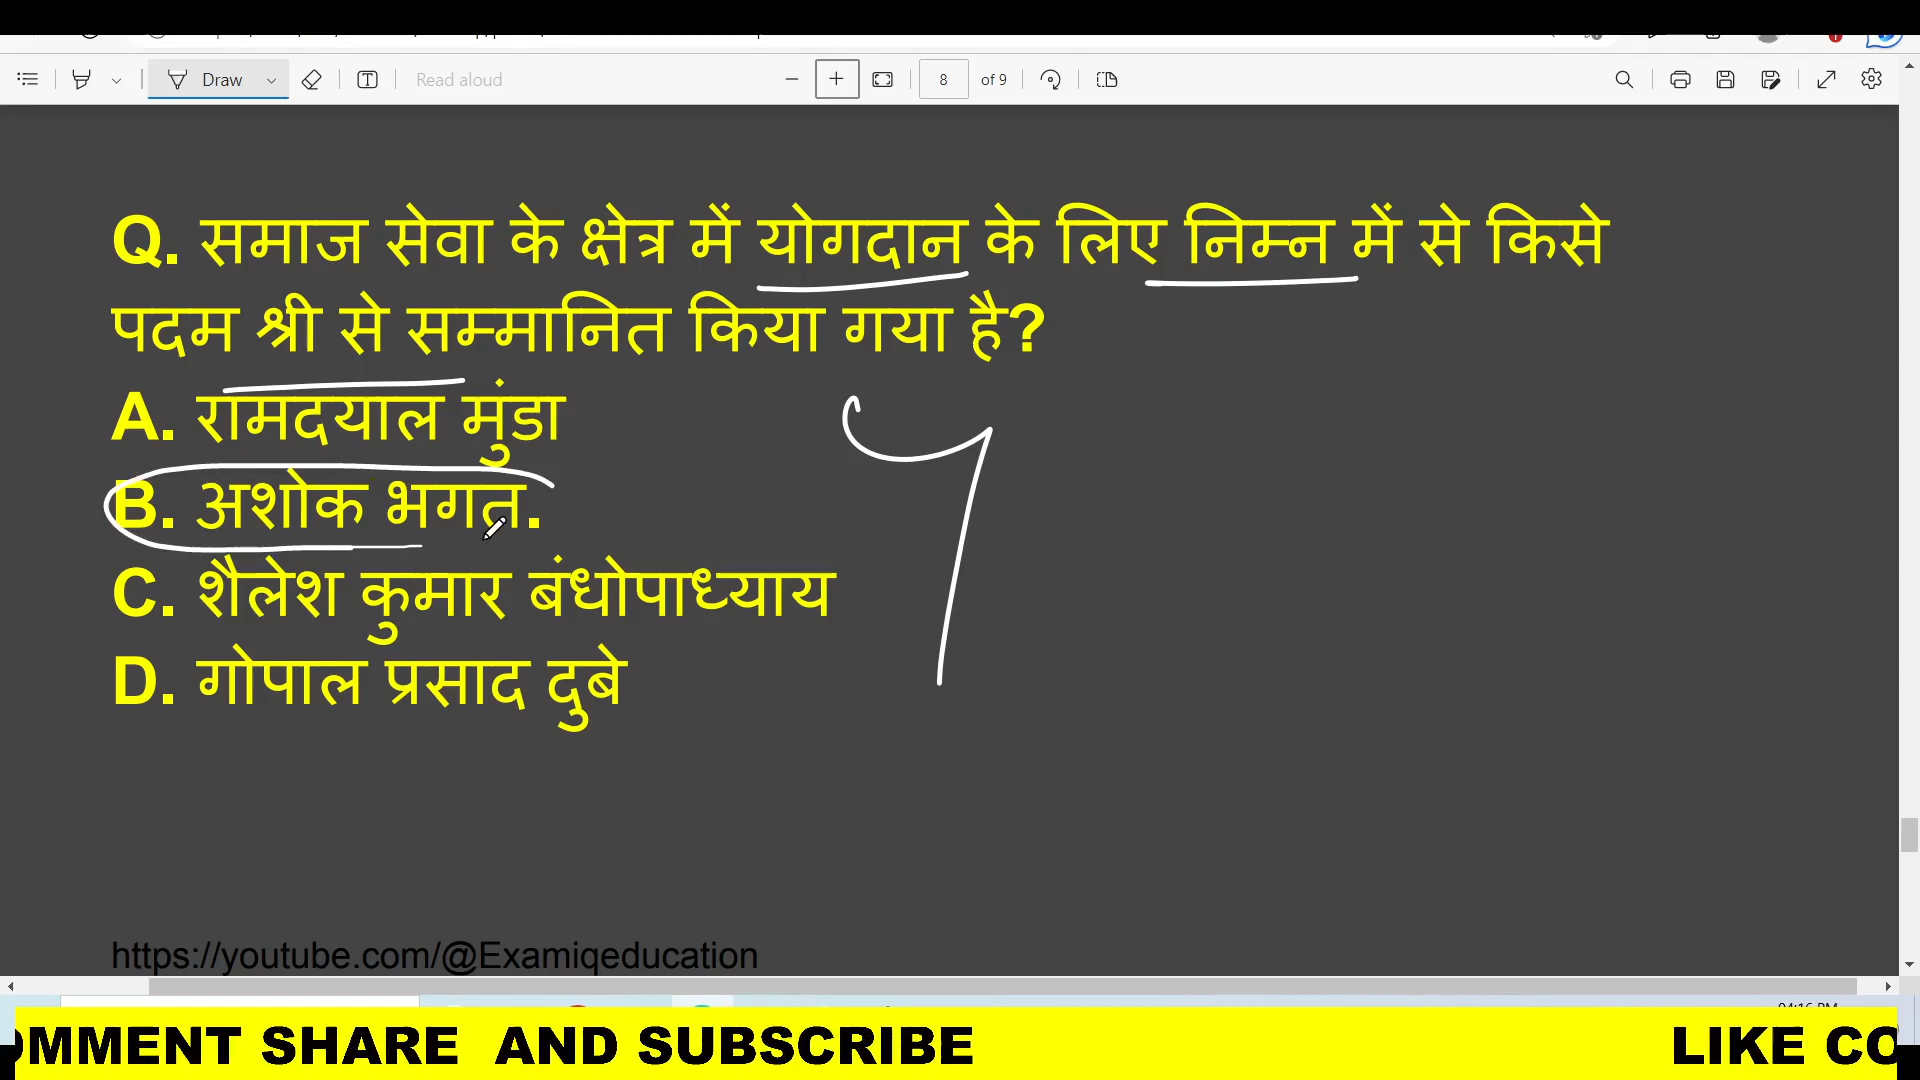 Draw
Read aloud
8
of 9
Q. समाज सेवा के क्षेत्र में योगदान के लिए निम्न में से किसे
पदम श्री से सम्मानित किया गया है?
A. रामदयाल मुंडा
B. अशोक भगत.
C. शैलेश कुमार बंधोपाध्याय
D. गोपाल प्रसाद दुबे
https://youtube.com/@Examiqeducation
OMMENT SHARE AND SUBSCRIBE
LIKE CO